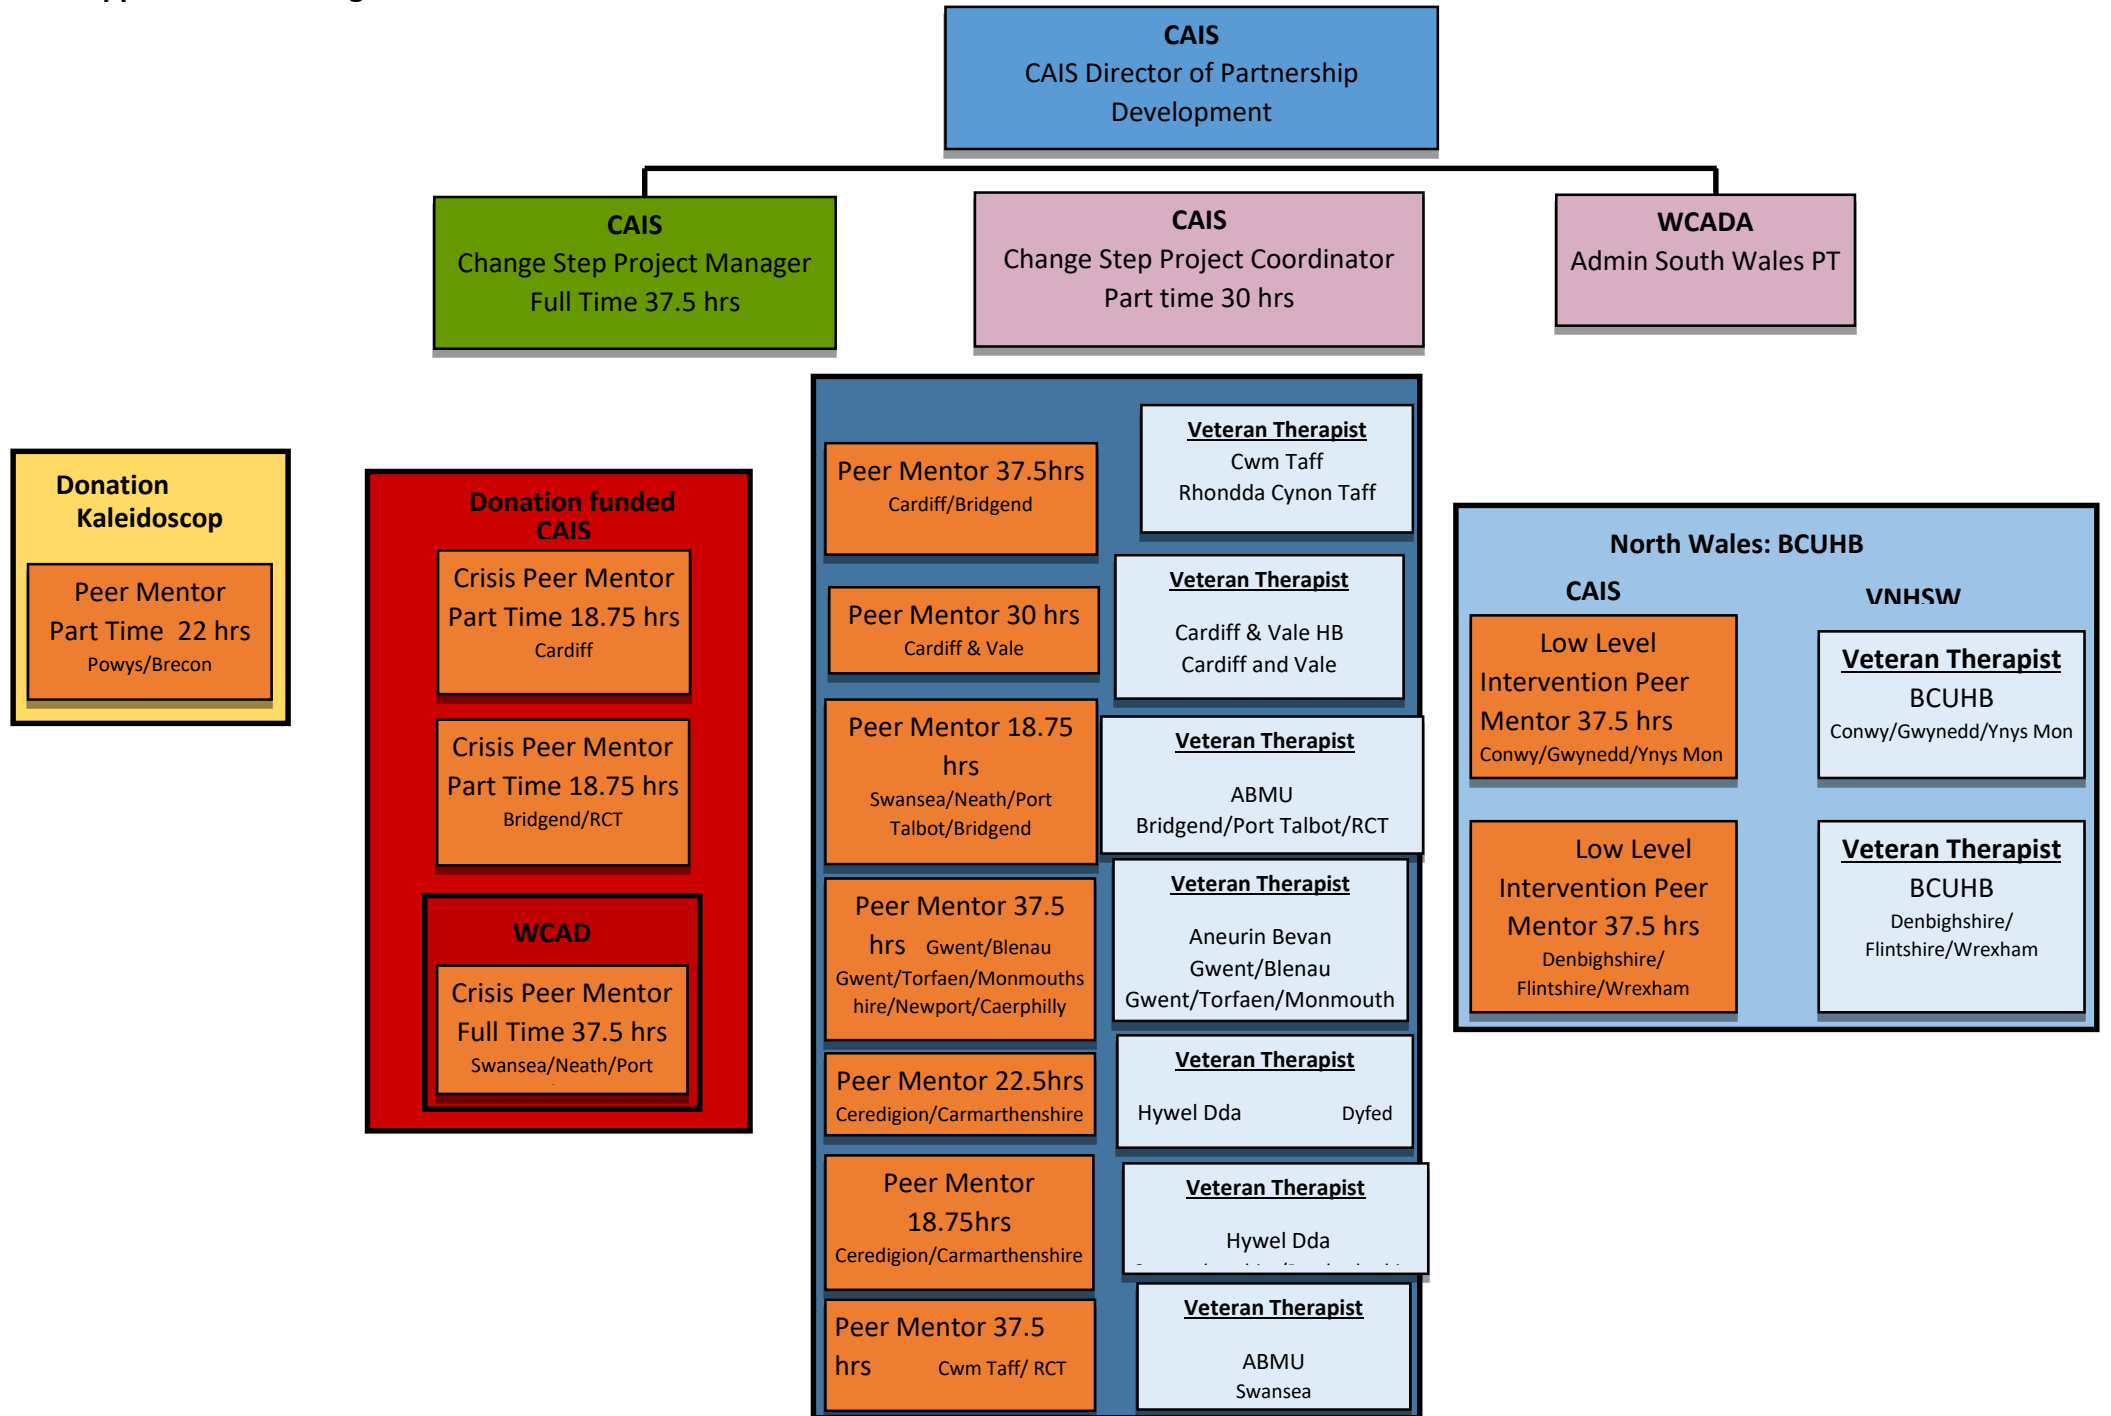 CAIS
CAIS Director of Partnership
Development
CAIS
Change Step Project Manager
Full Time 37.5 hrs
CAIS
Change Step Project Coordinator
Part time 30 hrs
WCADA
Admin South Wales PT
Donation
Kaleidoscop
Peer Mentor
Part Time 22 hrs
Powys/Brecon
Donation funded
CAIS
Crisis Peer Mentor
Part Time 18.75 hrs
Cardiff
Crisis Peer Mentor
Part Time 18.75 hrs
Bridgend/RCT
WCAD
Crisis Peer Mentor
Full Time 37.5 hrs
Swansea/Neath/Port
Peer Mentor 37.5hrs
Cardiff/Bridgend
Veteran Therapist
Cwm Taff
Rhondda Cynon Taff
Peer Mentor 30 hrs
Cardiff & Vale
Veteran Therapist
Cardiff & Vale HB
Cardiff and Vale
Peer Mentor 18.75
hrs
Swansea/Neath/Port
Talbot/Bridgend
Veteran Therapist
ABMU
Bridgend/Port Talbot/RCT
Peer Mentor 37.5
hrs Gwent/Blenau
Gwent/Torfaen/Monmouths
hire/Newport/Caerphilly
Veteran Therapist
Aneurin Bevan
Gwent/Blenau
Gwent/Torfaen/Monmouth
Peer Mentor 22.5hrs
Ceredigion/Carmarthenshire
Veteran Therapist
Hywel Dda Dyfed
Peer Mentor
18.75hrs
Ceredigion/Carmarthenshire
Veteran Therapist
Hywel Dda
Peer Mentor 37.5
hrs Cwm Taff/ RCT
Veteran Therapist
ABMU
Swansea
North Wales: BCUHB
CAIS
VNHSW
Low Level
Intervention Peer
Mentor 37.5 hrs
Conwy/Gwynedd/Ynys Mon
Veteran Therapist
BCUHB
Conwy/Gwynedd/Ynys Mon
Low Level
Intervention Peer
Mentor 37.5 hrs
Denbighshire/
Flintshire/Wrexham
Veteran Therapist
BCUHB
Denbighshire/
Flintshire/Wrexham